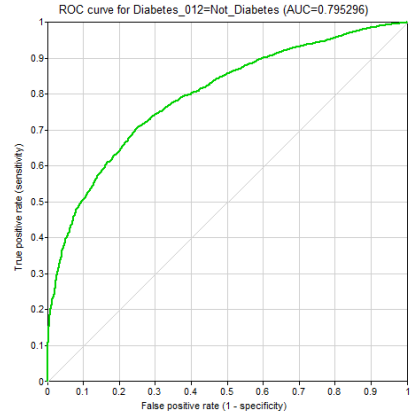 ROC curve for Diabetes_012=Not_Diabetes (AUC=0.795296)
1
0.9
0.8
0.7
0.6
0.5
0.4
0.3
0.2
0.1
0
True positive rate (sensitivity)
0 0.1 0.2 0.3 0.4 0.5 0.6 0.7 0.8 0.9 1
False positive rate (1 - specificity)